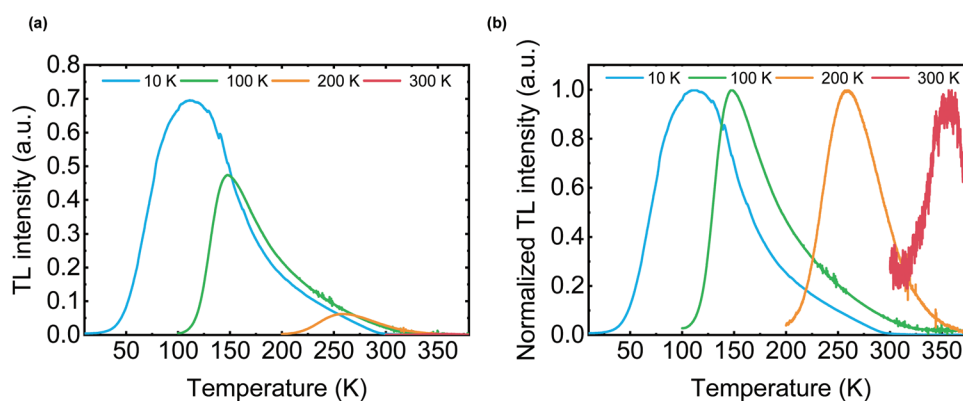 (a)
10 K 100 K 200 K 300 K
TL intensity (a.u.)
0.8
0.7
0.6
0.5
0.4
0.3
0.2
0.1
0.0
50 100 150 200 250 300 350
Temperature (K)
(b)
10 K 100 K 200 K 300 K
Normalized TL intensity (a.u.)
1.0
0.8
0.6
0.4
0.2
0.0
50 100 150 200 250 300 350
Temperature (K)